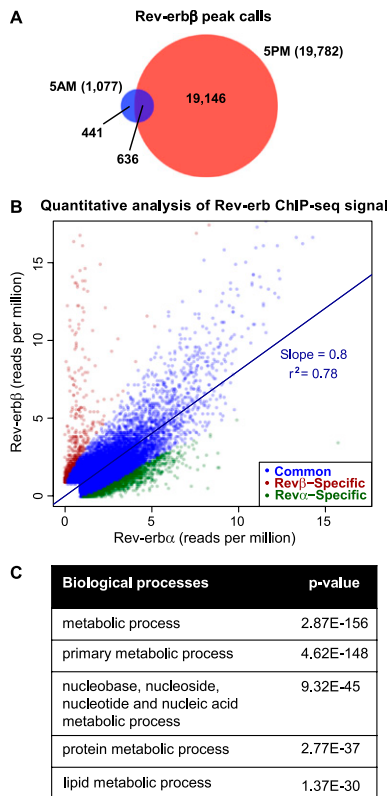 A
Rev-erbβ peak calls
5PM (19,782)
5AM (1,077)
19,146
441
636
B Quantitative analysis of Rev-erb ChIP-seq signal
Rev-erbβ (reads per million)
15
10
5
0
Slope = 0.8
r² = 0.78
Common
Revβ−Specific
Revα−Specific
0 5 10 15
Rev-erbα (reads per million)
C
Biological processes p-value
metabolic process 2.87E-156
primary metabolic process 4.62E-148
nucleobase, nucleoside, 9.32E-45
nucleotide and nucleic acid
metabolic process
protein metabolic process 2.77E-37
lipid metabolic process 1.37E-30